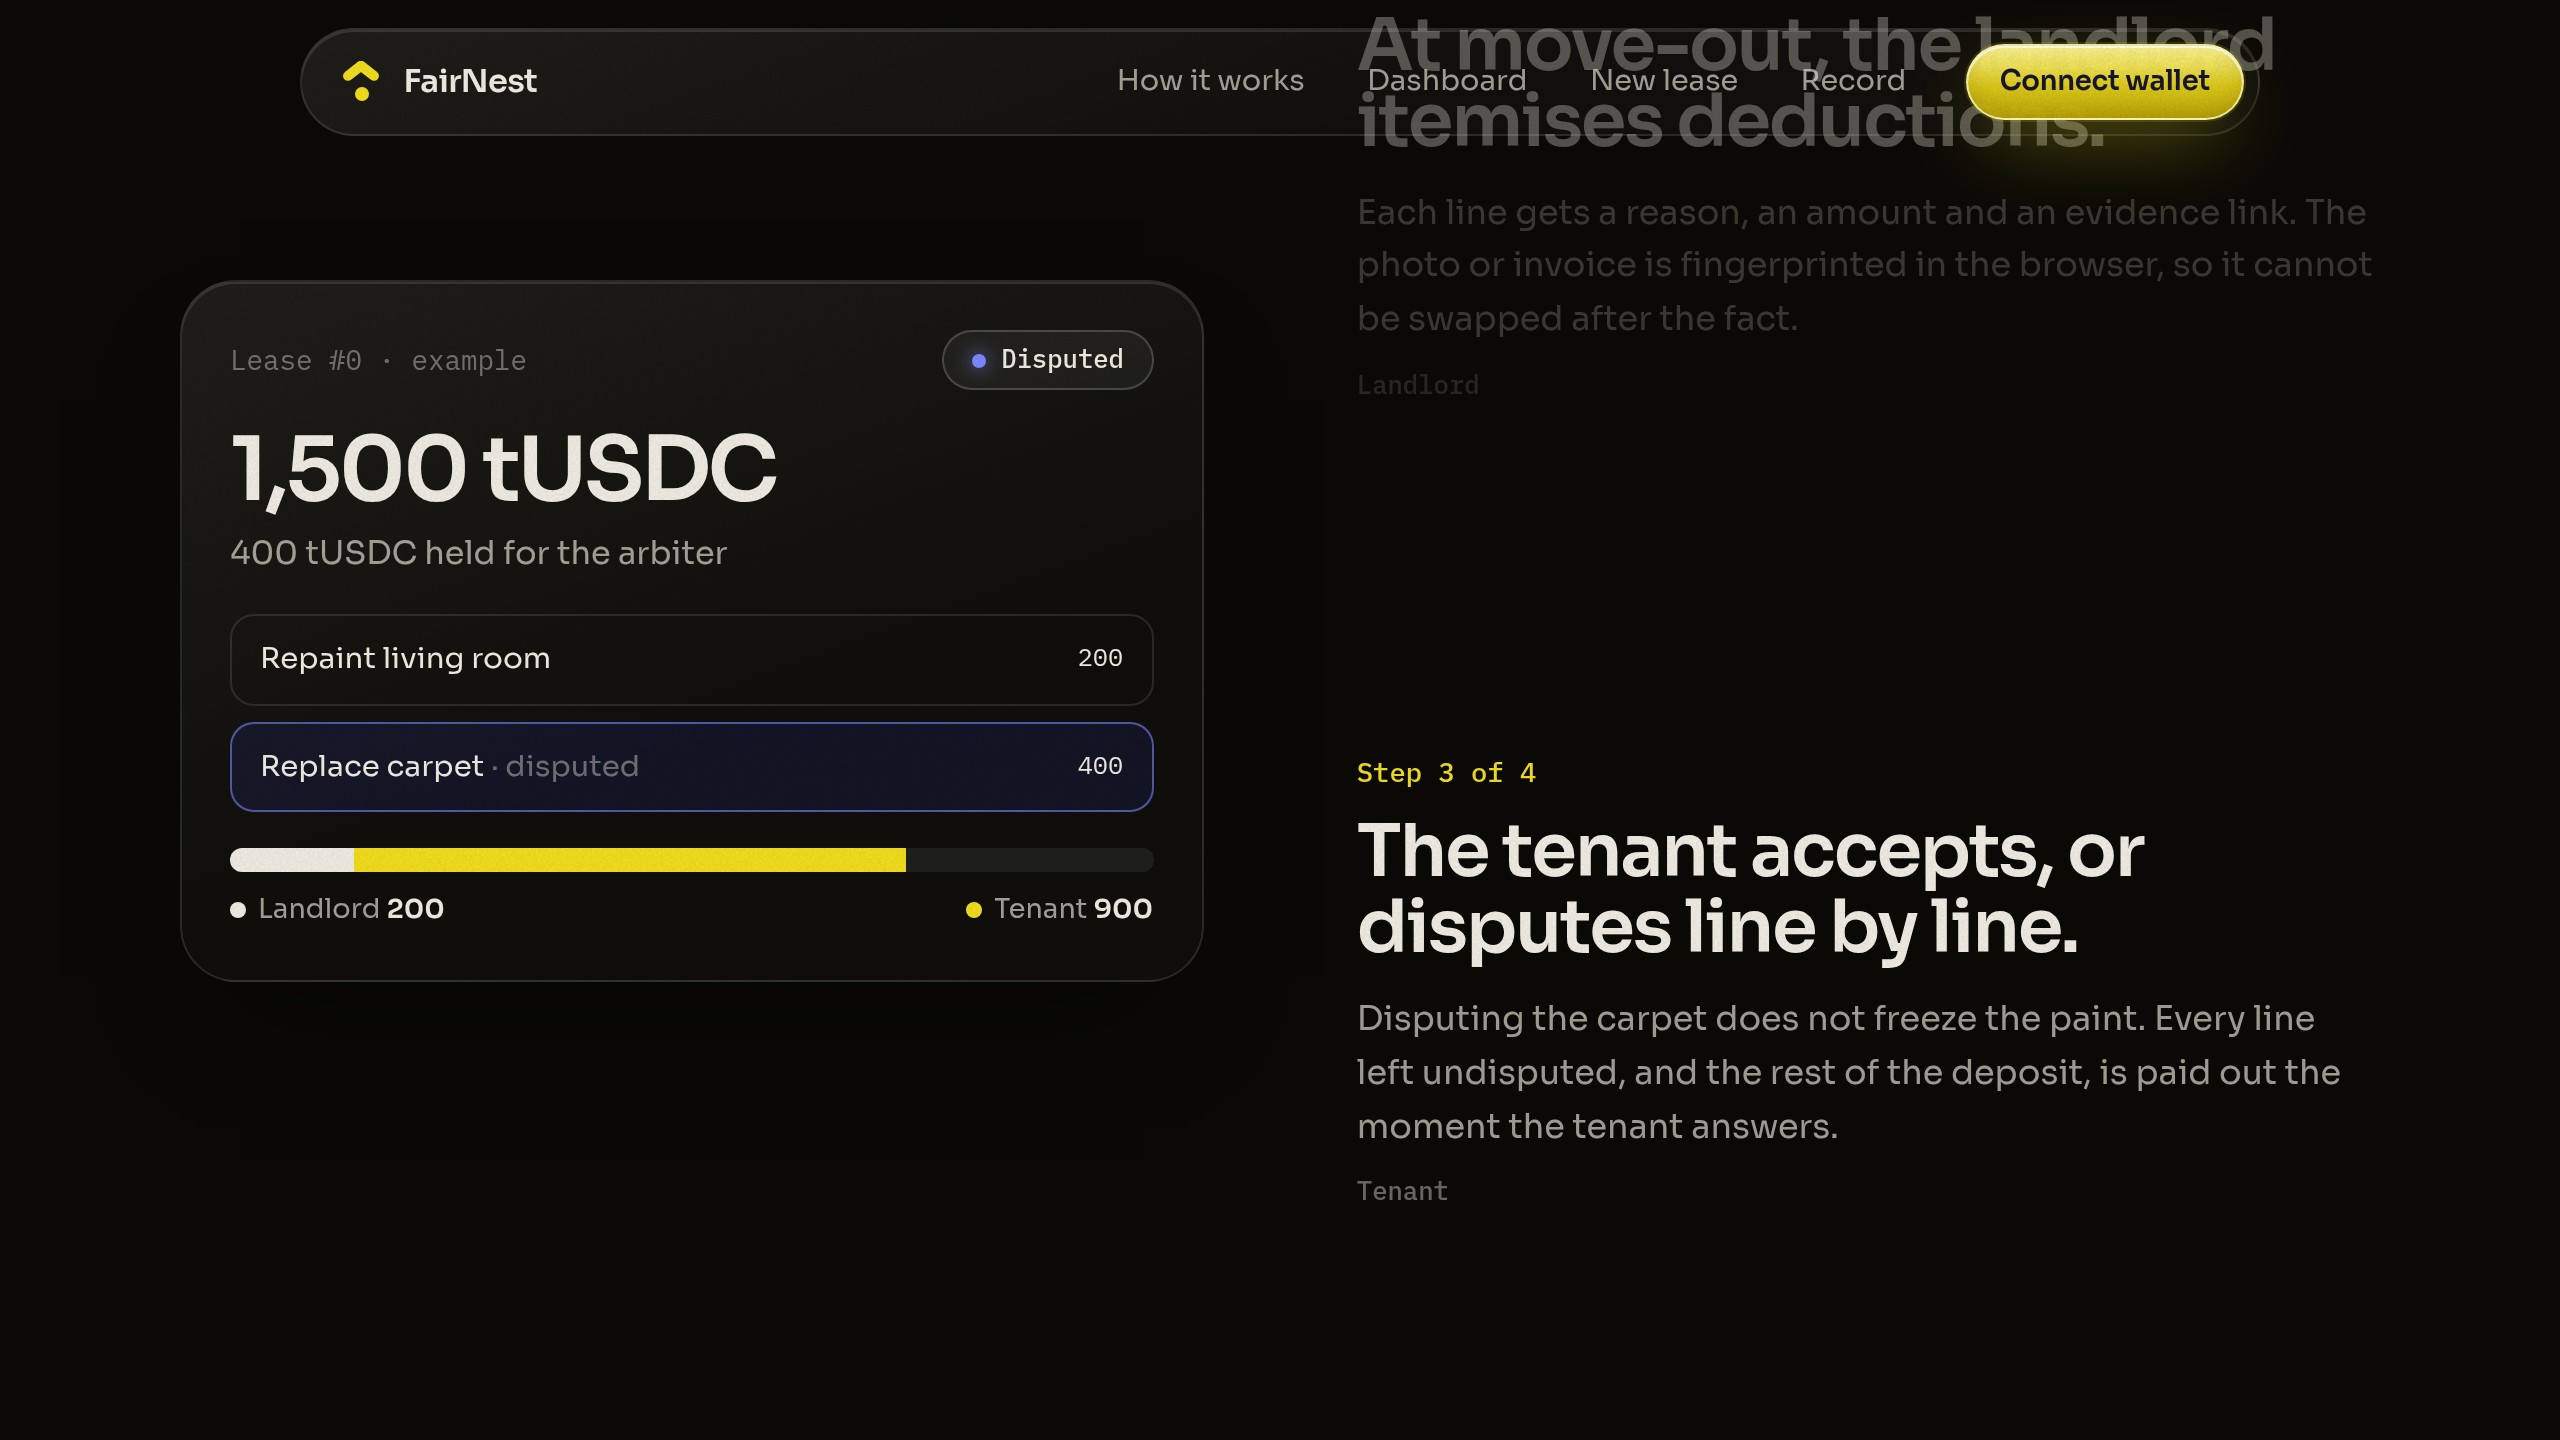 FairNest
How it works
Dashboard
New lease
Record
Connect wallet
At move-out, the landlord
itemises deductions.
Each line gets a reason, an amount and an evidence link. The
photo or invoice is fingerprinted in the browser, so it cannot
be swapped after the fact.
Landlord
Lease #0 · example
Disputed
1,500 tUSDC
400 tUSDC held for the arbiter
Repaint living room 200
Replace carpet · disputed 400
Landlord 200
Tenant 900
Step 3 of 4
The tenant accepts, or
disputes line by line.
Disputing the carpet does not freeze the paint. Every line
left undisputed, and the rest of the deposit, is paid out the
moment the tenant answers.
Tenant